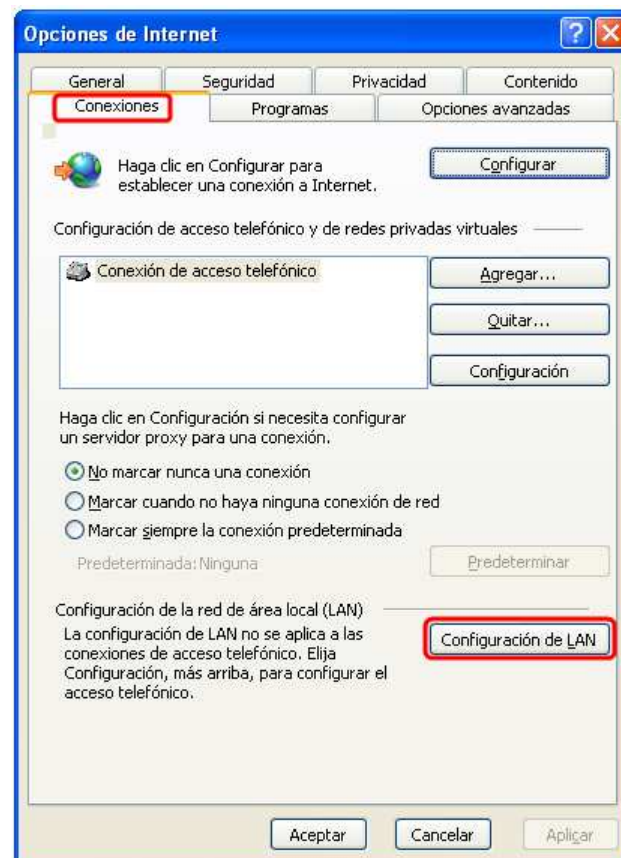 Opciones de Internet
General Seguridad Privacidad Contenido
Conexiones Programas Opciones avanzadas
Haga clic en Configurar para
establecer una conexión a Internet.
Configurar
Configuración de acceso telefónico y de redes privadas virtuales
Conexión de acceso telefónico
Agregar...
Quitar...
Configuración
Haga clic en Configuración si necesita configurar
un servidor proxy para una conexión.
No marcar nunca una conexión
Marcar cuando no haya ninguna conexión de red
Marcar siempre la conexión predeterminada
Predeterminada: Ninguna
Predeterminar
Configuración de la red de área local (LAN)
La configuración de LAN no se aplica a las
conexiones de acceso telefónico. Elija
Configuración, más arriba, para configurar el
acceso telefónico.
Configuración de LAN
Aceptar Cancelar Aplicar